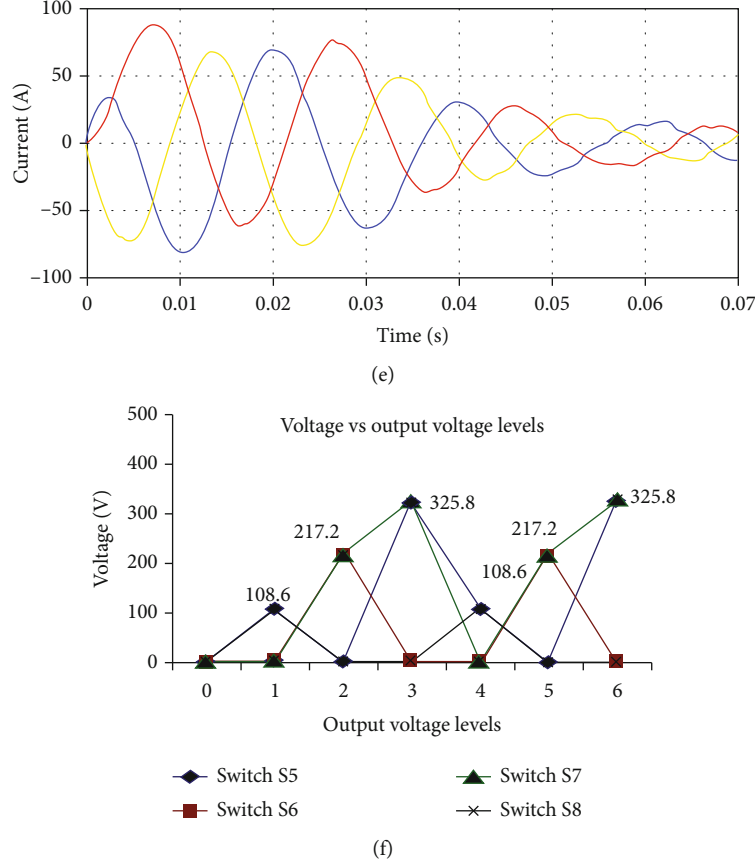 100
50
0
−50
−100
Current (A)
0 0.01 0.02 0.03 0.04 0.05 0.06 0.07
Time (s)
(e)
Voltage vs output voltage levels
500
400
300
200
100
0
Voltage (V)
108.6
217.2
325.8
108.6
217.2
325.8
0 1 2 3 4 5 6
Output voltage levels
Switch S5
Switch S7
Switch S6
Switch S8
(f)